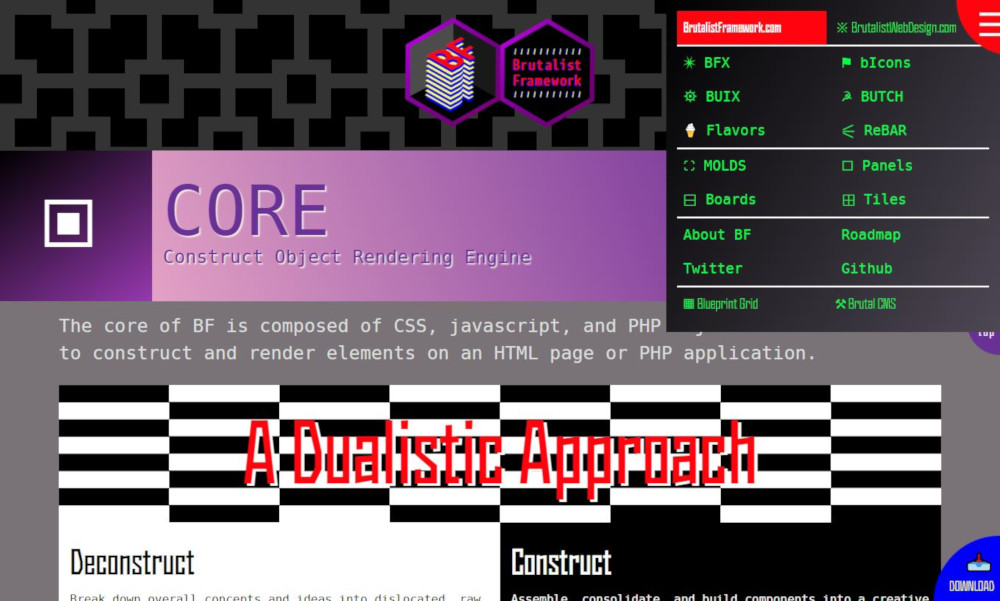 BF
Brutalist
Framework
BrutalistFramework.com
※ BrutalistWebDesign.com
BFX
bIcons
BUIX
BUTCH
Flavors
ReBAR
MOLDS
Panels
Boards
Tiles
About BF
Roadmap
Twitter
Github
Blueprint Grid
Brutal CMS
CORE
Construct Object Rendering Engine
The core of BF is composed of CSS, javascript, and PHP
to construct and render elements on an HTML page or PHP application.
top
A Dualistic Approach
Deconstruct
Construct
Break down overall concepts and ideas into dislocated, raw
Assemble, consolidate, and build components into a creative
DOWNLOAD